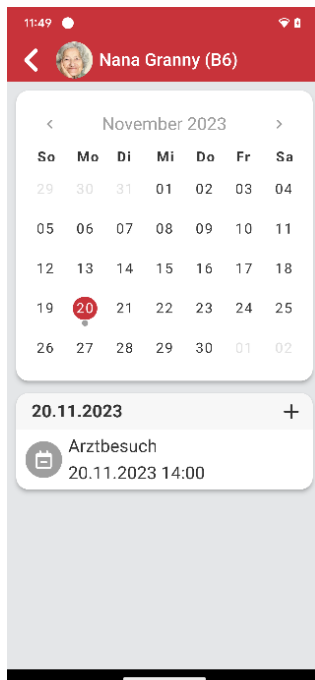 11:49
Nana Granny (B6)
November 2023
So Mo Di Mi Do Fr Sa
29 30 31 01 02 03 04
05 06 07 08 09 10 11
12 13 14 15 16 17 18
19 20 21 22 23 24 25
26 27 28 29 30 01 02
20.11.2023
Arztbesuch
20.11.2023 14:00